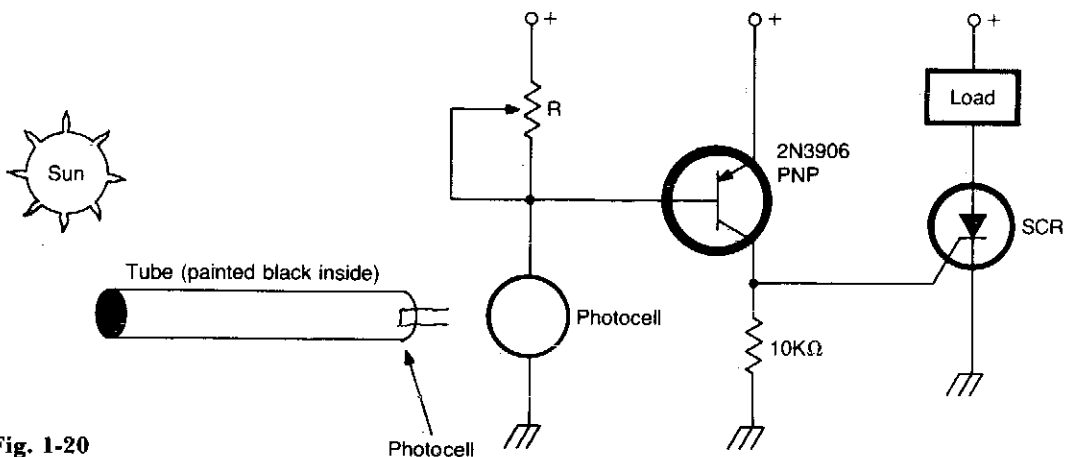 +
+
+
R
Load
2N3906
PNP
Sun
SCR
Tube (painted black inside)
Photocell
10KΩ
Fig. 1-20
Photocell